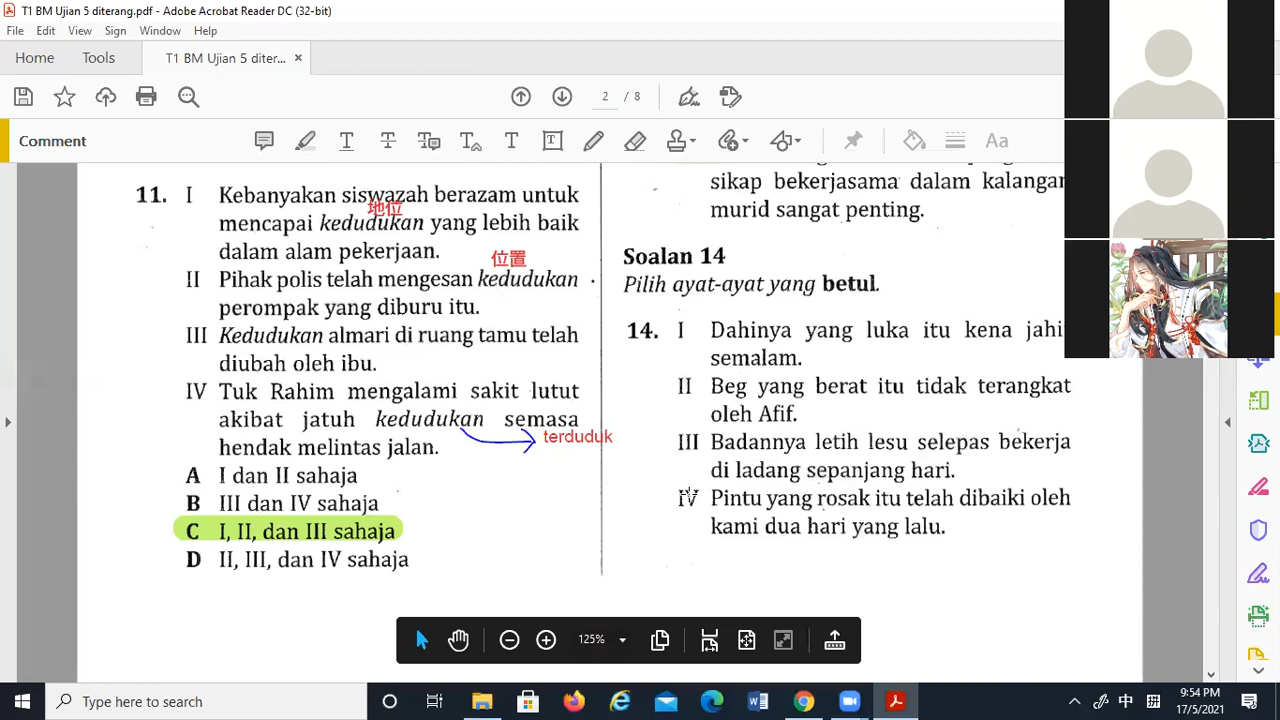 T1 BM Ujian 5 diterang.pdf - Adobe Acrobat Reader DC (32-bit)
File Edit View Sign Window Help
Home Tools T1 BM Ujian 5 diter... ×
2 / 8
Comment
11. I Kebanyakan siswazah berazam untuk
地位
mencapai kedudukan yang lebih baik
dalam alam pekerjaan.
位置
II Pihak polis telah mengesan kedudukan
perompak yang diburu itu.
III Kedudukan almari di ruang tamu telah
diubah oleh ibu.
IV Tuk Rahim mengalami sakit lutut
akibat jatuh kedudukan semasa
terduduk
hendak melintas jalan.
A I dan II sahaja
B III dan IV sahaja
C I, II, dan III sahaja
D II, III, dan IV sahaja
sikap bekerjasama dalam kalangan
murid sangat penting.
Soalan 14
Pilih ayat-ayat yang betul.
14. I Dahinya yang luka itu kena jahit
semalam.
II Beg yang berat itu tidak terangkat
oleh Afif.
III Badannya letih lesu selepas bekerja
di ladang sepanjang hari.
IV Pintu yang rosak itu telah dibaiki oleh
kami dua hari yang lalu.
125%
Type here to search
中
拼
9:54 PM
17/5/2021